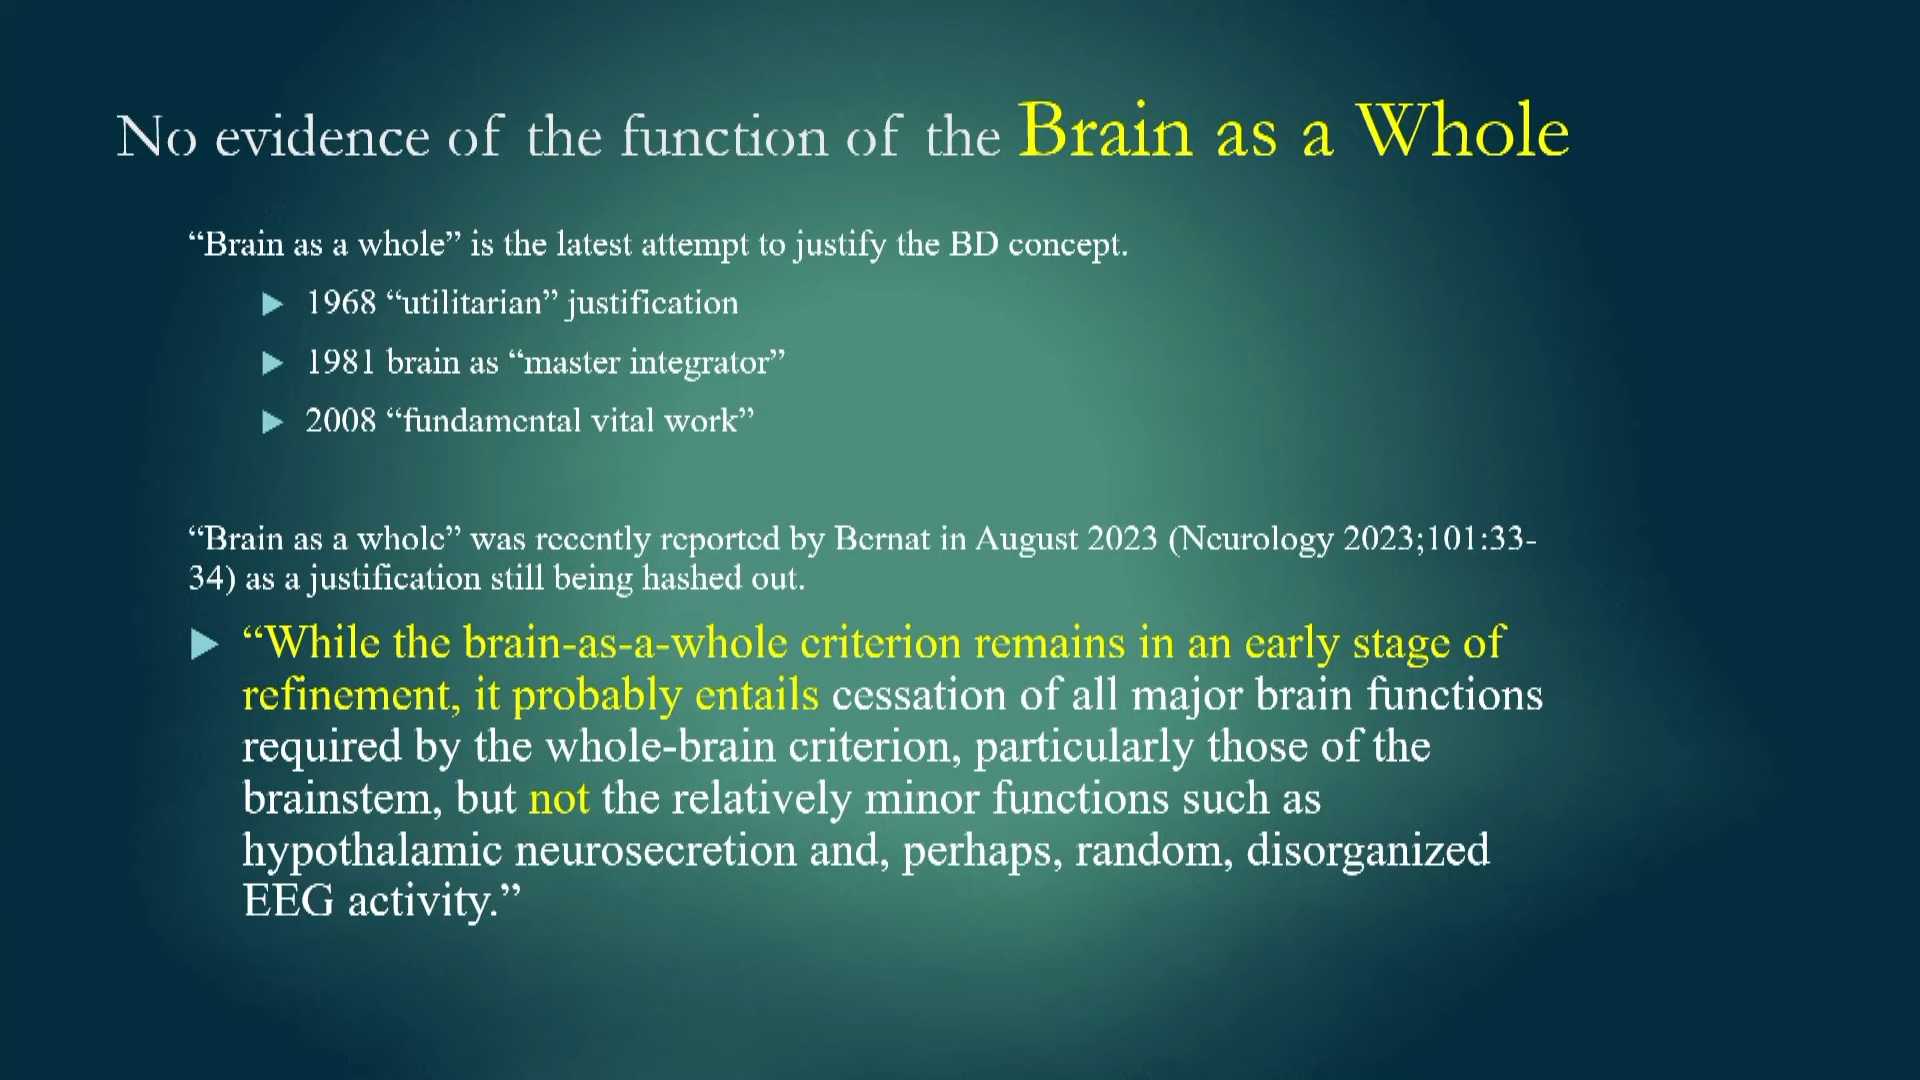 No evidence of the function of the Brain as a Whole
“Brain as a whole” is the latest attempt to justify the BD concept.
1968 “utilitarian” justification
1981 brain as “master integrator”
2008 “fundamental vital work”
“Brain as a whole” was recently reported by Bernat in August 2023 (Neurology 2023;101:33-
34) as a justification still being hashed out.
“While the brain-as-a-whole criterion remains in an early stage of
refinement, it probably entails cessation of all major brain functions
required by the whole-brain criterion, particularly those of the
brainstem, but not the relatively minor functions such as
hypothalamic neurosecretion and, perhaps, random, disorganized
EEG activity.”